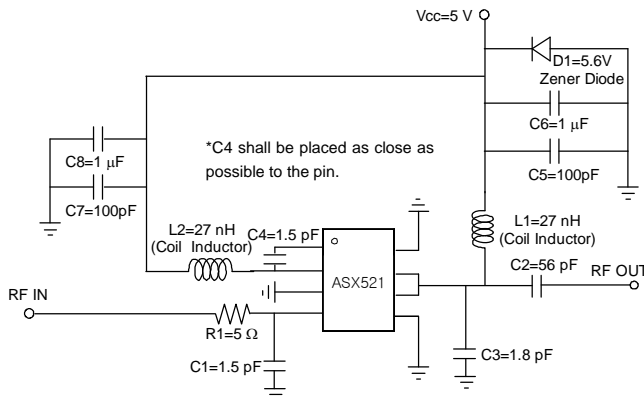 Vcc=5 V
D1=5.6V
Zener Diode
C6=1 μF
C5=100pF
C8=1 μF
C7=100pF
*C4 shall be placed as close as
possible to the pin.
L2=27 nH
(Coil Inductor)
C4=1.5 pF
L1=27 nH
(Coil Inductor)
ASX521
C2=56 pF
RF OUT
RF IN
R1=5 Ω
C1=1.5 pF
C3=1.8 pF